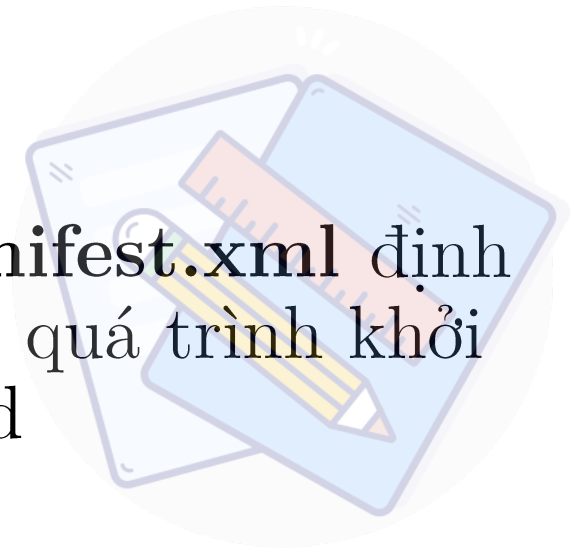 nifest.xml định
quá trình khởi
d